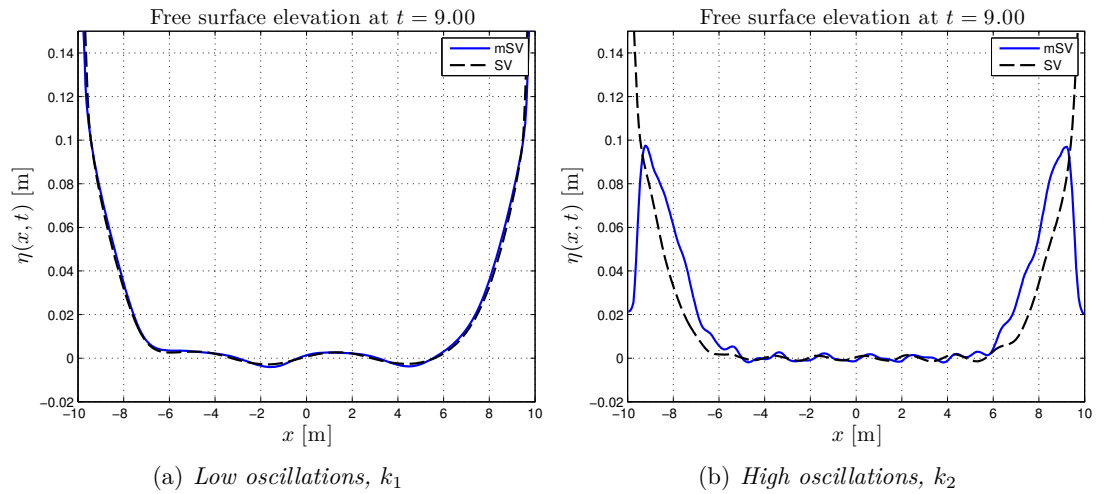 Free surface elevation at t = 9.00
mSV
SV
0.14
0.12
0.1
0.08
0.06
0.04
0.02
0
−0.02
η(x, t) [m]
−10 −8 −6 −4 −2 0 2 4 6 8 10
x [m]
(a) Low oscillations, k₁
Free surface elevation at t = 9.00
mSV
SV
0.14
0.12
0.1
0.08
0.06
0.04
0.02
0
−0.02
η(x, t) [m]
−10 −8 −6 −4 −2 0 2 4 6 8 10
x [m]
(b) High oscillations, k₂